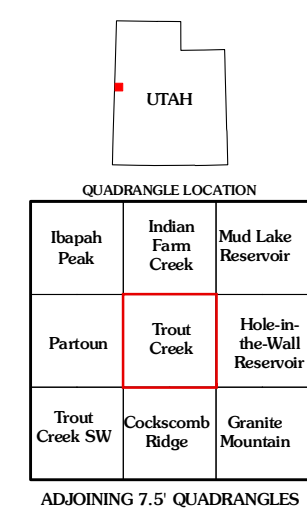 UTAH
QUADRANGLE LOCATION
Ibapah
Peak
Indian
Farm
Creek
Mud Lake
Reservoir
Partoun
Trout
Creek
Hole-in-
the-Wall
Reservoir
Trout
Creek SW
Cockscomb
Ridge
Granite
Mountain
ADJOINING 7.5' QUADRANGLES